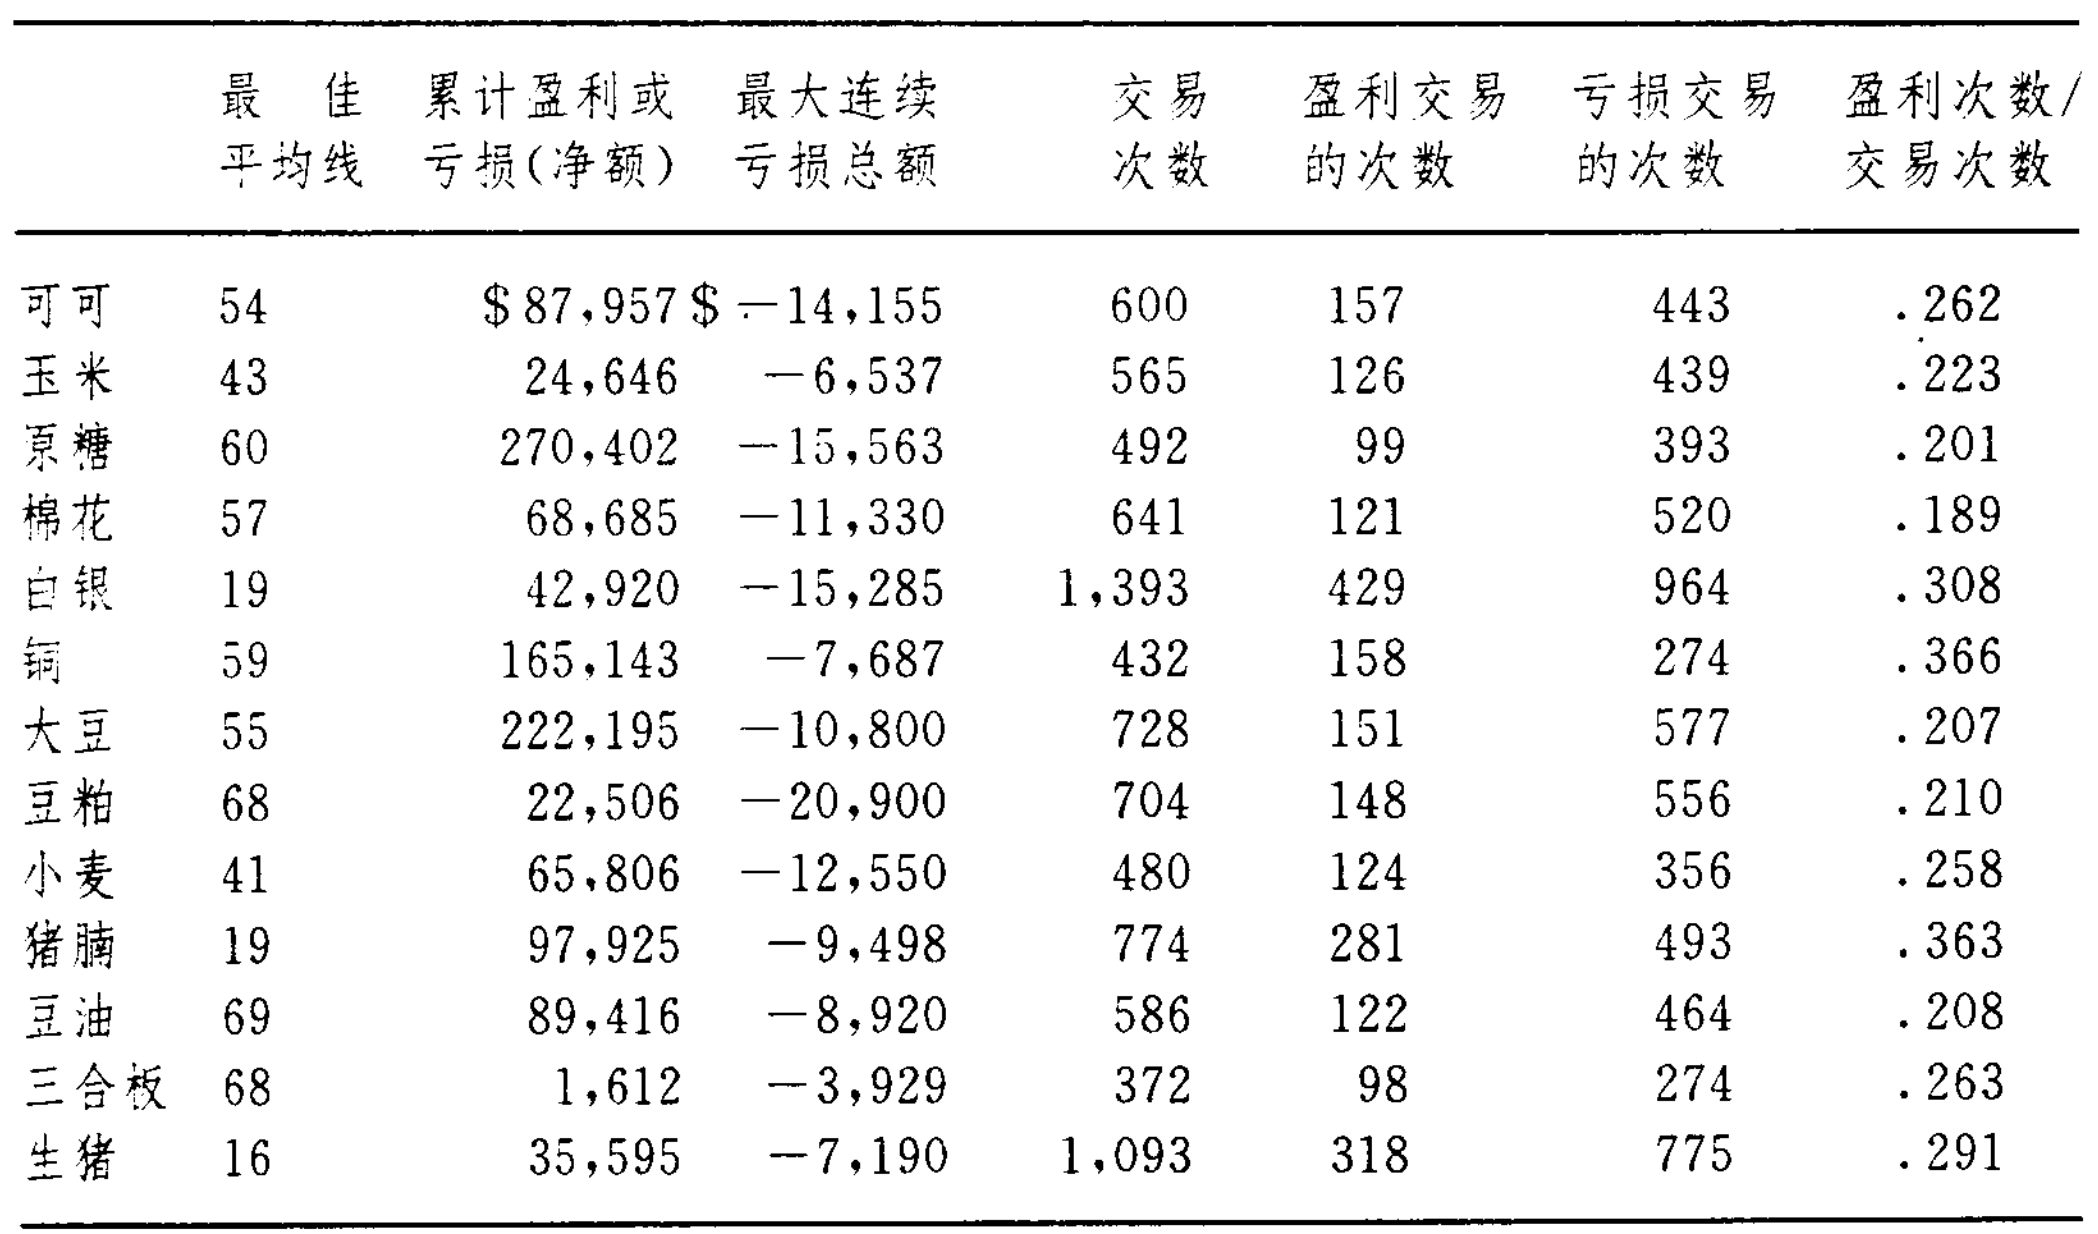 最 佳 累计盈利或 最大连续 交易 盈利交易 亏损交易 盈利次数/
平均线 亏损(净额) 亏损总额 次数 的次数 的次数 交易次数
可可 54 $87,957 $-14,155 600 157 443 .262
玉米 43 24,646 -6,537 565 126 439 .223
原糖 60 270,402 -15,563 492 99 393 .201
棉花 57 68,685 -11,330 641 121 520 .189
白银 19 42,920 -15,285 1,393 429 964 .308
铜 59 165,143 -7,687 432 158 274 .366
大豆 55 222,195 -10,800 728 151 577 .207
豆粕 68 22,506 -20,900 704 148 556 .210
小麦 41 65,806 -12,550 480 124 356 .258
猪腩 19 97,925 -9,498 774 281 493 .363
豆油 69 89,416 -8,920 586 122 464 .208
三合板 68 1,612 -3,929 372 98 274 .263
生猪 16 35,595 -7,190 1,093 318 775 .291